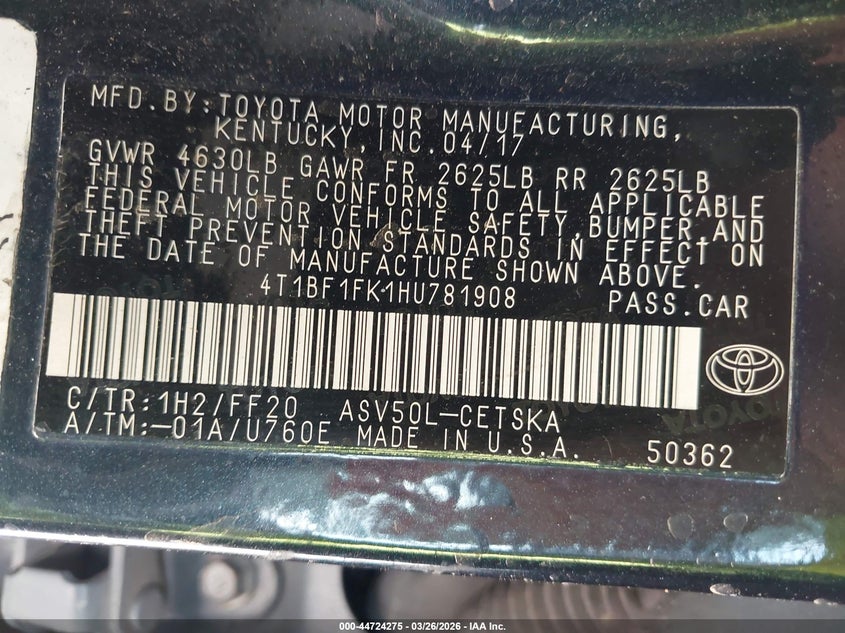 MFD.BY:TOYOTA MOTOR MANUFACTURING,
KENTUCKY, INC.04/17
GVWR 4630LB GAWR FR 2625LB RR 2625LB
THIS VEHICLE CONFORMS TO ALL APPLICABLE
FEDERAL MOTOR VEHICLE SAFETY,BUMPER,AND
THEFT PREVENTION STANDARDS IN EFFECT ON
THE DATE OF MANUFACTURE SHOWN ABOVE.
4T1BF1FK1HU781908 PASS.CAR
C/TR:1H2/FF20 ASV50L-CETSKA
A/TM:-01A/U760E MADE IN U.S.A. 50362
000-44724275 - 03/26/2026 - IAA Inc.